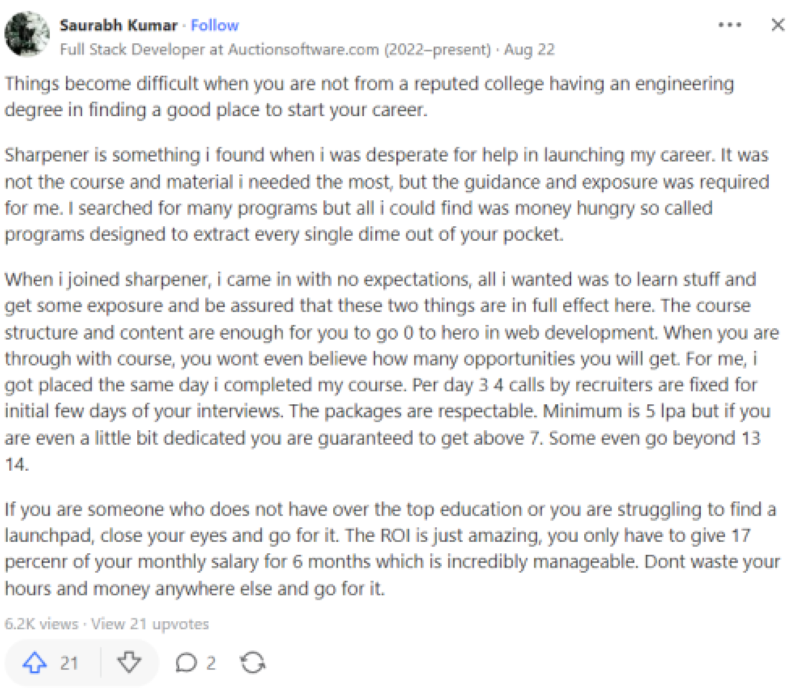 Saurabh Kumar · Follow
Full Stack Developer at Auctionsoftware.com (2022–present) · Aug 22
Things become difficult when you are not from a reputed college having an engineering
degree in finding a good place to start your career.
Sharpener is something i found when i was desperate for help in launching my career. It was
not the course and material i needed the most, but the guidance and exposure was required
for me. I searched for many programs but all i could find was money hungry so called
programs designed to extract every single dime out of your pocket.
When i joined sharpener, i came in with no expectations, all i wanted was to learn stuff and
get some exposure and be assured that these two things are in full effect here. The course
structure and content are enough for you to go 0 to hero in web development. When you are
through with course, you wont even believe how many opportunities you will get. For me, i
got placed the same day i completed my course. Per day 3 4 calls by recruiters are fixed for
initial few days of your interviews. The packages are respectable. Minimum is 5 lpa but if you
are even a little bit dedicated you are guaranteed to get above 7. Some even go beyond 13
14.
If you are someone who does not have over the top education or you are struggling to find a
launchpad, close your eyes and go for it. The ROI is just amazing, you only have to give 17
percenr of your monthly salary for 6 months which is incredibly manageable. Dont waste your
hours and money anywhere else and go for it.
6.2K views · View 21 upvotes
21 2